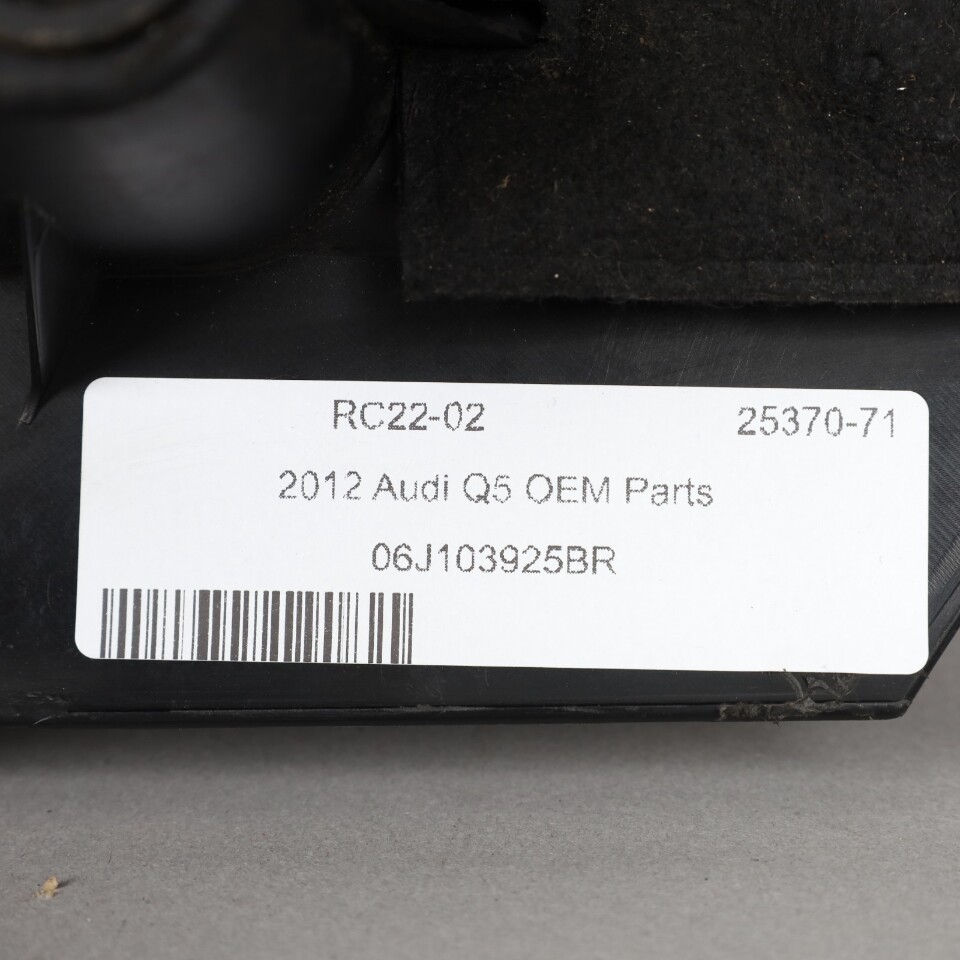 RC22-02 25370-71
2012 Audi Q5 OEM Parts
06J103925BR